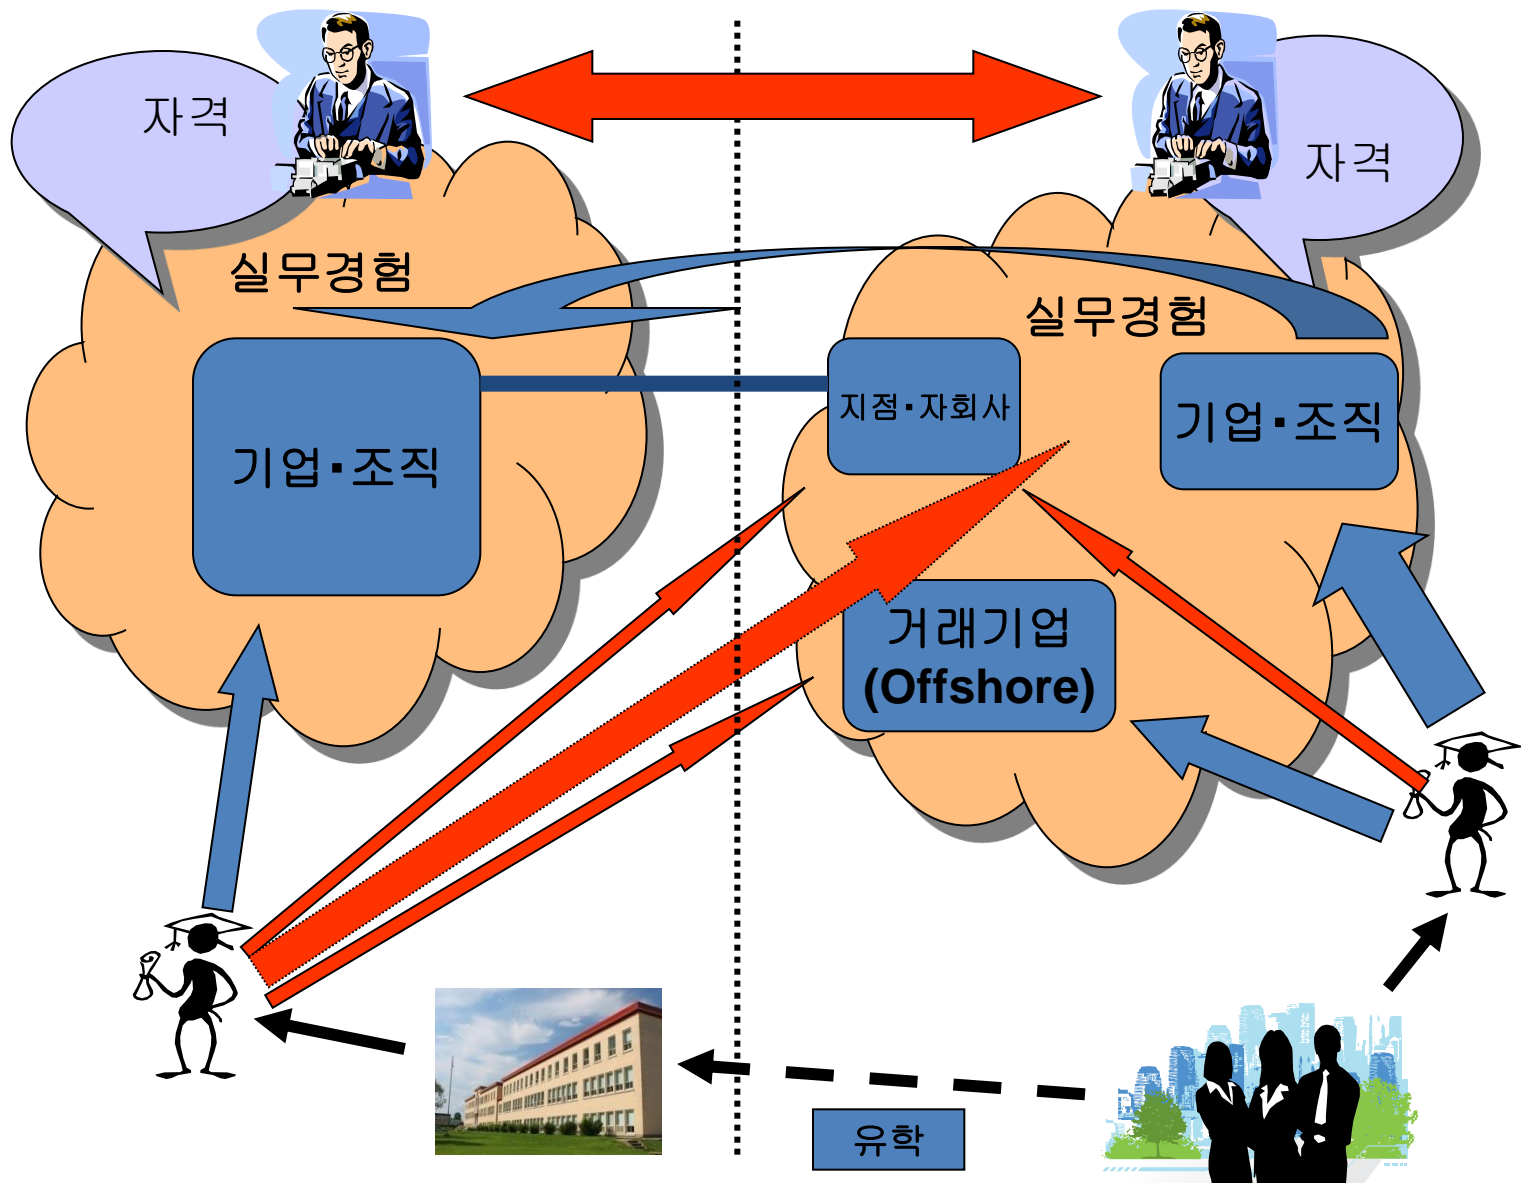 자격
자격
실무경험
실무경험
기업·조직
지점·자회사
기업·조직
거래기업
(Offshore)
유학